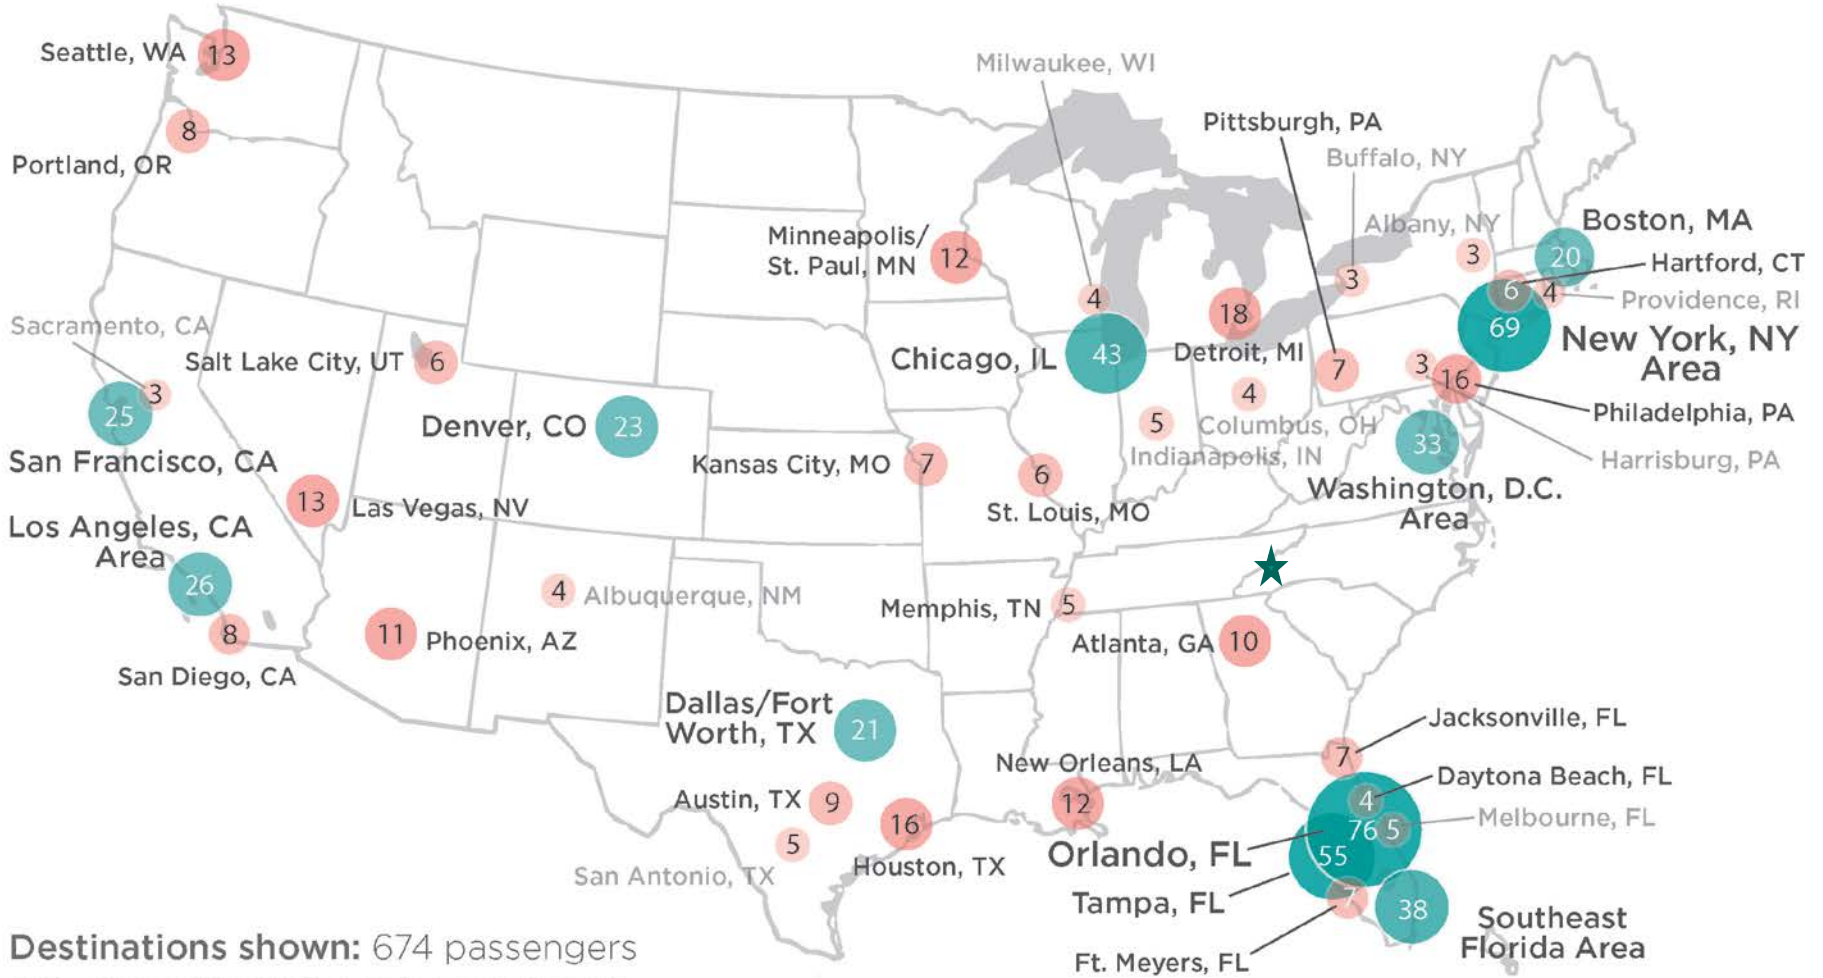 Seattle, WA
13
8
Portland, OR
Milwaukee, WI
Pittsburgh, PA
Buffalo, NY
Albany, NY
Boston, MA
Minneapolis/
St. Paul, MN
12
4
18
3
3
20
Hartford, CT
6
4
Providence, RI
69
New York, NY
Area
Sacramento, CA
3
25
San Francisco, CA
Salt Lake City, UT
6
Chicago, IL
43
Detroit, MI
7
3
16
Philadelphia, PA
Harrisburg, PA
4
Columbus, OH
5
Indianapolis, IN
33
Washington, D.C.
Area
Denver, CO
23
Kansas City, MO
7
6
St. Louis, MO
13
Las Vegas, NV
Los Angeles, CA
Area
26
8
San Diego, CA
11
Phoenix, AZ
4
Albuquerque, NM
Memphis, TN
5
Atlanta, GA
10
Dallas/Fort
Worth, TX
21
Austin, TX
9
5
San Antonio, TX
16
Houston, TX
New Orleans, LA
12
Jacksonville, FL
7
Daytona Beach, FL
4
Melbourne, FL
76
5
Orlando, FL
55
Tampa, FL
7
Ft. Meyers, FL
38
Southeast
Florida Area
Destinations shown: 674 passengers